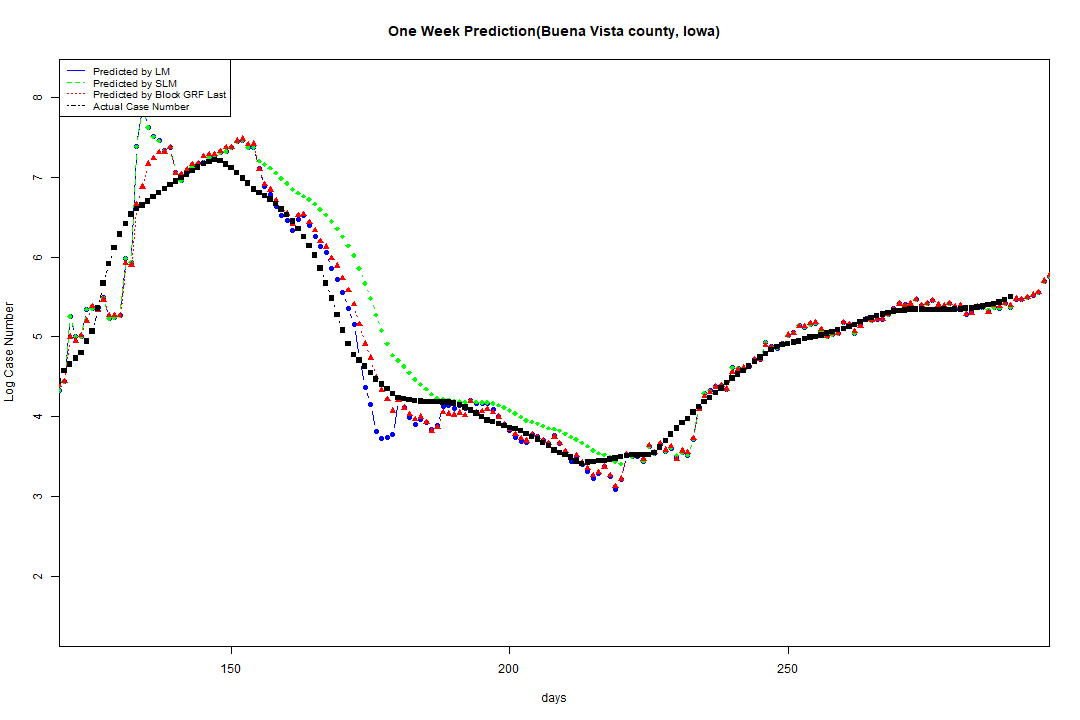 One Week Prediction(Buena Vista county, Iowa)
Predicted by LM
Predicted by SLM
Predicted by Block GRF Last
Actual Case Number
8
7
6
5
4
3
2
Log Case Number
150 200 250
days